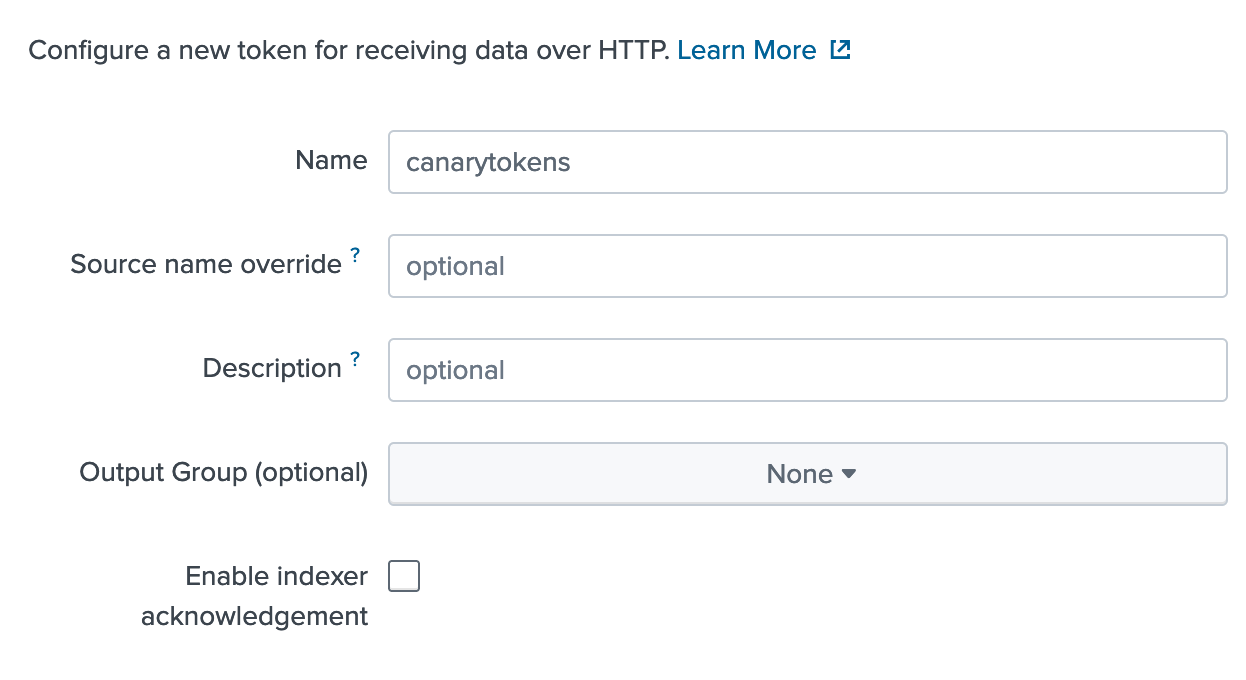 Configure a new token for receiving data over HTTP. Learn More
Name canarytokens
Source name override ? optional
Description ? optional
Output Group (optional) None
Enable indexer
acknowledgement